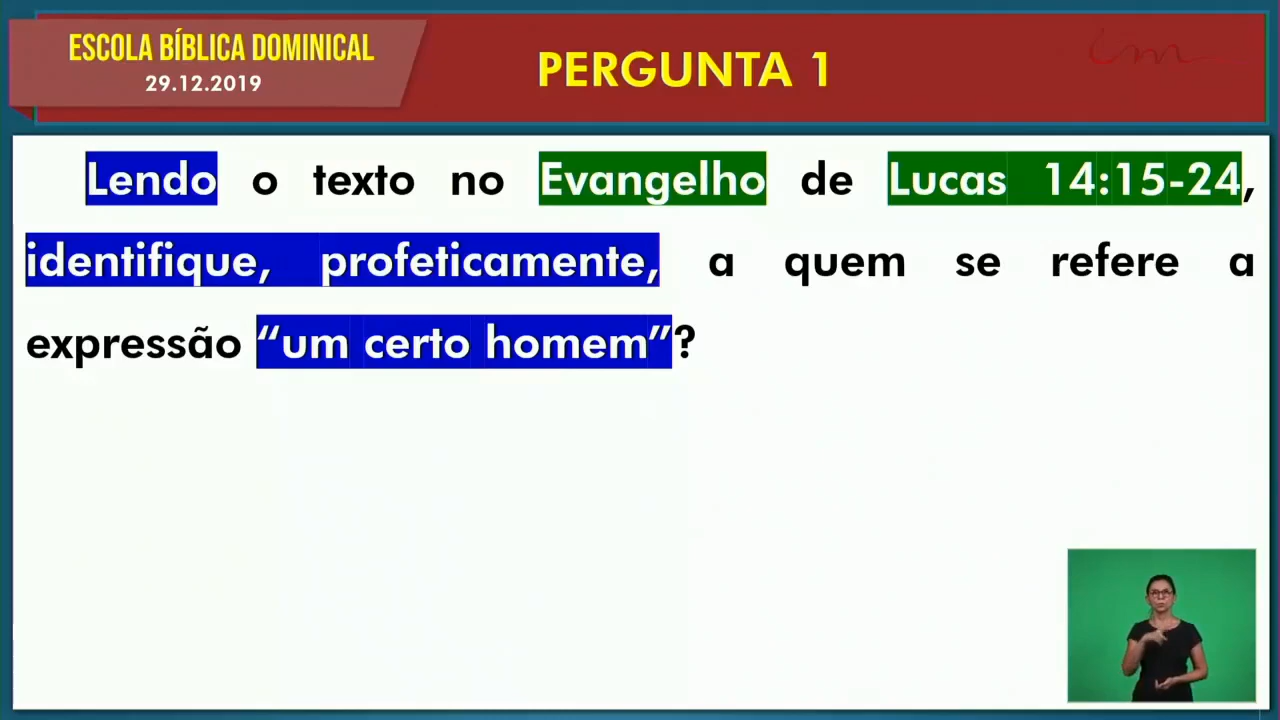 ESCOLA BÍBLICA DOMINICAL
29.12.2019
PERGUNTA 1
Lendo o texto no Evangelho de Lucas 14:15-24,
identifique, profeticamente, a quem se refere a
expressão “um certo homem”?